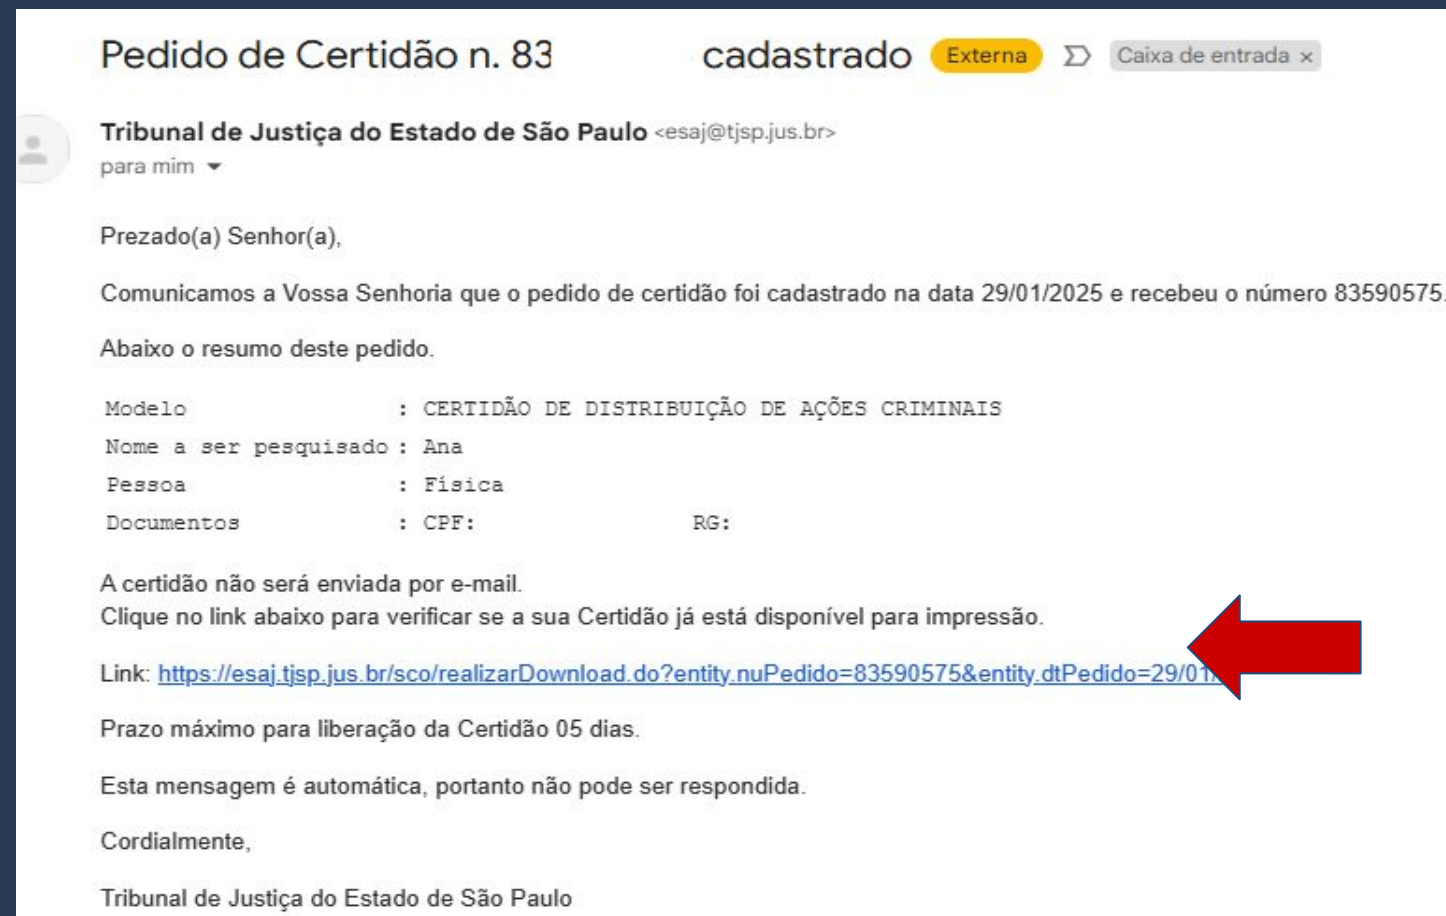 Pedido de Certidão n. 83 cadastrado Externa Caixa de entrada x
Tribunal de Justiça do Estado de São Paulo <esaj@tjsp.jus.br>
para mim
Prezado(a) Senhor(a),
Comunicamos a Vossa Senhoria que o pedido de certidão foi cadastrado na data 29/01/2025 e recebeu o número 83590575.
Abaixo o resumo deste pedido.
Modelo : CERTIDÃO DE DISTRIBUIÇÃO DE AÇÕES CRIMINAIS
Nome a ser pesquisado : Ana
Pessoa : Física
Documentos : CPF: RG:
A certidão não será enviada por e-mail.
Clique no link abaixo para verificar se a sua Certidão já está disponível para impressão.
Link: https://esaj.tjsp.jus.br/sco/realizarDownload.do?entity.nuPedido=83590575&entity.dtPedido=29/01/
Prazo máximo para liberação da Certidão 05 dias.
Esta mensagem é automática, portanto não pode ser respondida.
Cordialmente,
Tribunal de Justiça do Estado de São Paulo